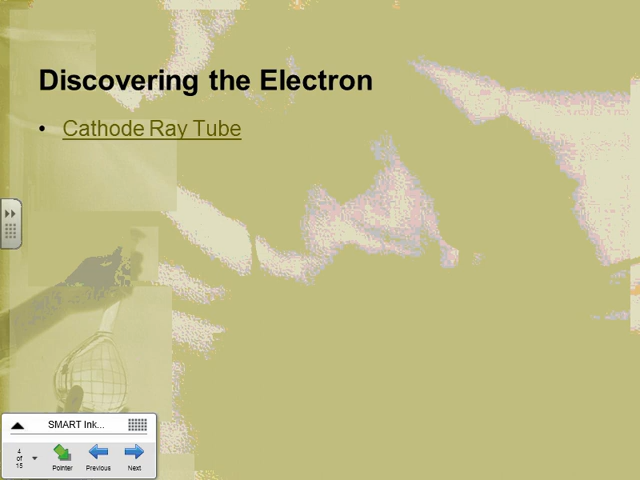 Discovering the Electron
• Cathode Ray Tube
SMART Ink...
4
of
15
Pointer
Previous
Next